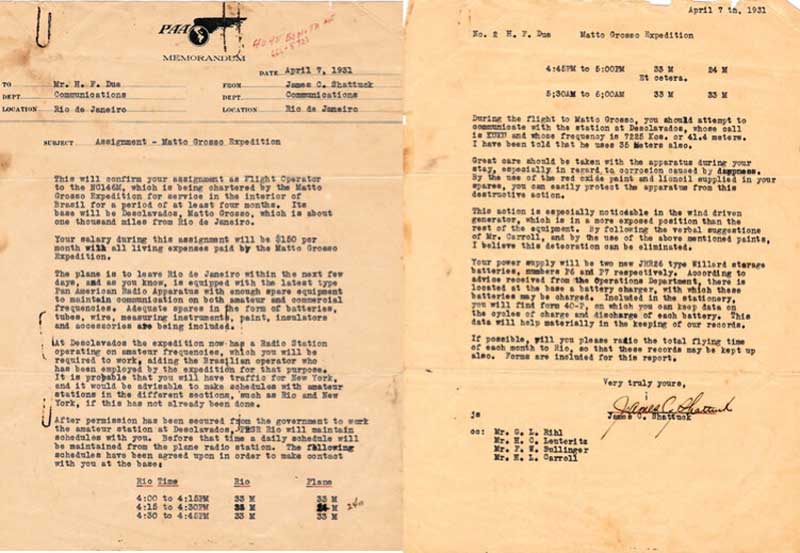 PAA
MEMORANDUM
DATE April 7, 1931
TO Mr. H. F. Due FROM James C. Shattuck
DEPT. Communications DEPT. Communications
LOCATION Rio de Janeiro LOCATION Rio de Janeiro
SUBJECT Assignment - Matto Grosso Expedition
This will confirm your assignment as Flight Operator
to the NC146M, which is being chartered by the Matto
Grosso Expedition for service in the interior of
Brasil for a period of at least four months. Its
base will be Desclavados, Matto Grosso, which is about
one thousand miles from Rio de Janeiro.
Your salary during this assignment will be $150 per
month with all living expenses paid by the Matto Grosso
Expedition.
The plane is to leave Rio de Janeiro within the next few
days, and as you know, is equipped with the latest type
Pan American Radio Apparatus with enough spare equipment
to maintain communication on both amateur and commercial
frequencies. Adequate spares in the form of batteries,
tubes, wire, measuring instruments, paint, insulators
and accessories are being included.
At Desclavados the expedition now has a Radio Station
operating on amateur frequencies, which you will be
required to work, aiding the Brasilian operator who
has been employed by the expedition for that purpose.
It is probable that you will have traffic for New York,
and it would be advisable to make schedules with amateur
stations in the different sections, such as Rio and New
York, if this has not already been done.
After permission has been secured from the government to work
the amateur station at Desclavados, Rio will maintain
schedules with you. Before that time a daily schedule will
be maintained from the plane radio station. The following
schedules have been agreed upon in order to make contact
with you at the base:
Rio Time Rio Plane
4:00 to 4:15PM 33 M 33 M
4:15 to 4:30PM M M
4:30 to 4:45PM 33 M 33 M
April 7 th, 1931
No. 2 H. F. Due Matto Grosso Expedition
4:45PM to 5:00PM 33 M 24 M
Et cetera.
5:30AM to 6:00AM 33 M 33 M
During the flight to Matto Grosso, you should attempt to
communicate with the station at Desclavados, whose call
is and whose frequency is 7225 Kcs. or 41.4 meters.
I have been told that he uses 35 Meters also.
Great care should be taken with the apparatus during your
stay, especially in regard to corrosion caused by dampness.
By the use of the red oxide paint and lionoil supplied in your
spares, you can easily protect the apparatus from this
destructive action.
This action is especially noticeable in the wind driven
generator, which is in a more exposed position than the
rest of the equipment. By following the verbal suggestions
of Mr. Carroll, and by the use of the above mentioned paints,
I believe this detoration can be eliminated.
Your power supply will be two new type Willard storage
batteries, numbers P6 and P7 respectively. According to
advice received from the Operations Department, there is
located at the base a battery charger, with which these
batteries may be charged. Included in the stationery,
you will find form 40-2, on which you can keep data on
the cycles of charge and discharge of each battery. This
data will help materially in the keeping of our records.
If possible, will you please radio the total flying time
of each month to Rio, so that these records may be kept up
also. Forms are included for this report.
Very truly yours,
James C. Shattuck
James C. Shattuck
js
cc: Mr. G. L. Rihl
Mr. H. C. Leuteritz
Mr. F. W. Sullinger
Mr. H. L. Carroll